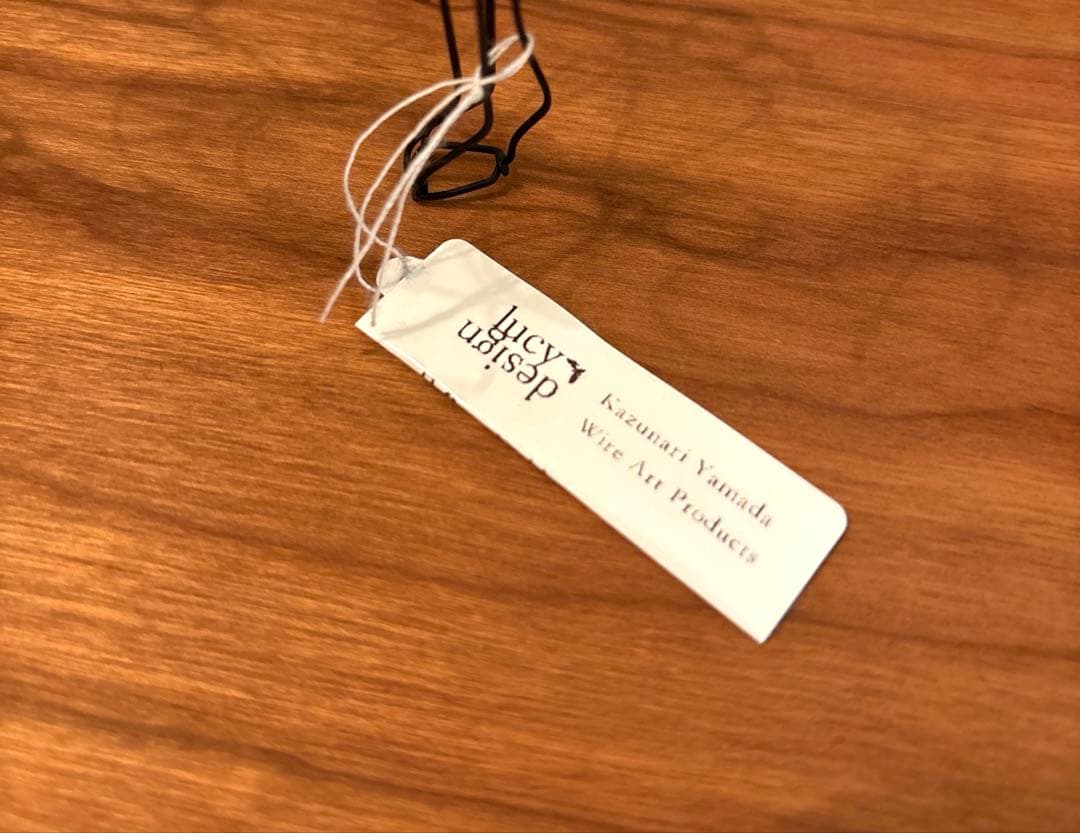 lucy
design
Kazunari Yamada
Wire Art Products